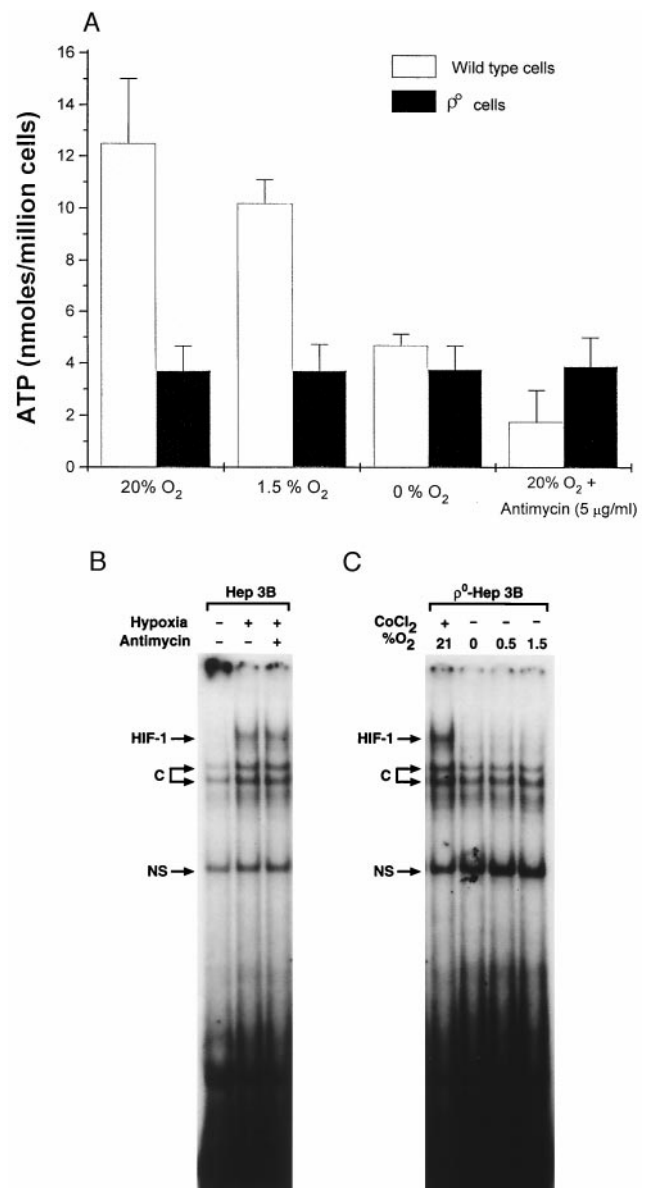 A
ATP (nmoles/million cells)
16
14
12
10
8
6
4
2
0
Wild type cells
ρ⁰ cells
20% O₂
1.5 % O₂
0 % O₂
20% O₂ +
Antimycin (5 µg/ml)
B
Hep 3B
Hypoxia - + +
Antimycin - - +
HIF-1
C
NS
C
ρ⁰-Hep 3B
CoCl₂ + - - -
%O₂ 21 0 0.5 1.5
HIF-1
C
NS